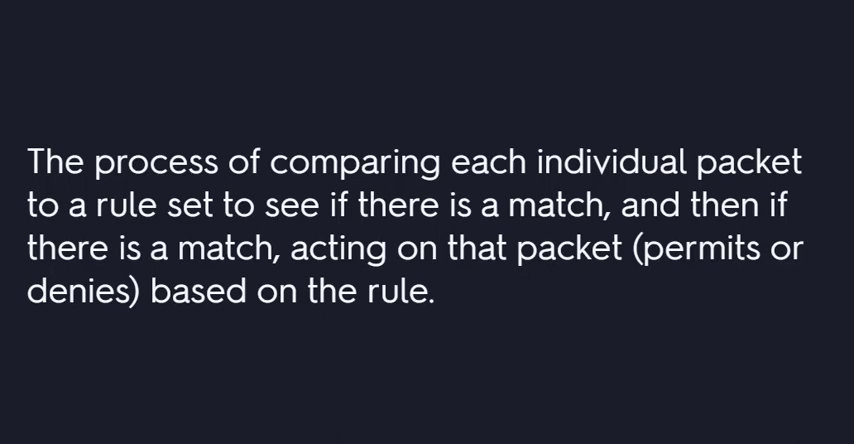 The process of comparing each individual packet
to a rule set to see if there is a match, and then if
there is a match, acting on that packet (permits or
denies) based on the rule.